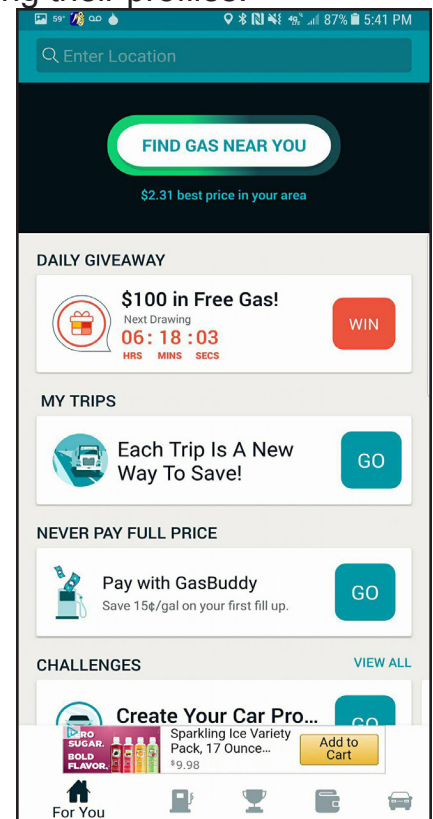 ng their profiles.
59° 87% 5:41 PM
Enter Location
FIND GAS NEAR YOU
$2.31 best price in your area
DAILY GIVEAWAY
$100 in Free Gas!
Next Drawing
06 : 18 : 03
HRS MINS SECS
WIN
MY TRIPS
Each Trip Is A New
Way To Save!
GO
NEVER PAY FULL PRICE
Pay with GasBuddy
Save 15¢/gal on your first fill up.
GO
CHALLENGES
VIEW ALL
Create Your Car Pro...
GO
SUGAR.
BOLD
FLAVOR.
Sparkling Ice Variety
Pack, 17 Ounce...
$9.98
Add to
Cart
For You